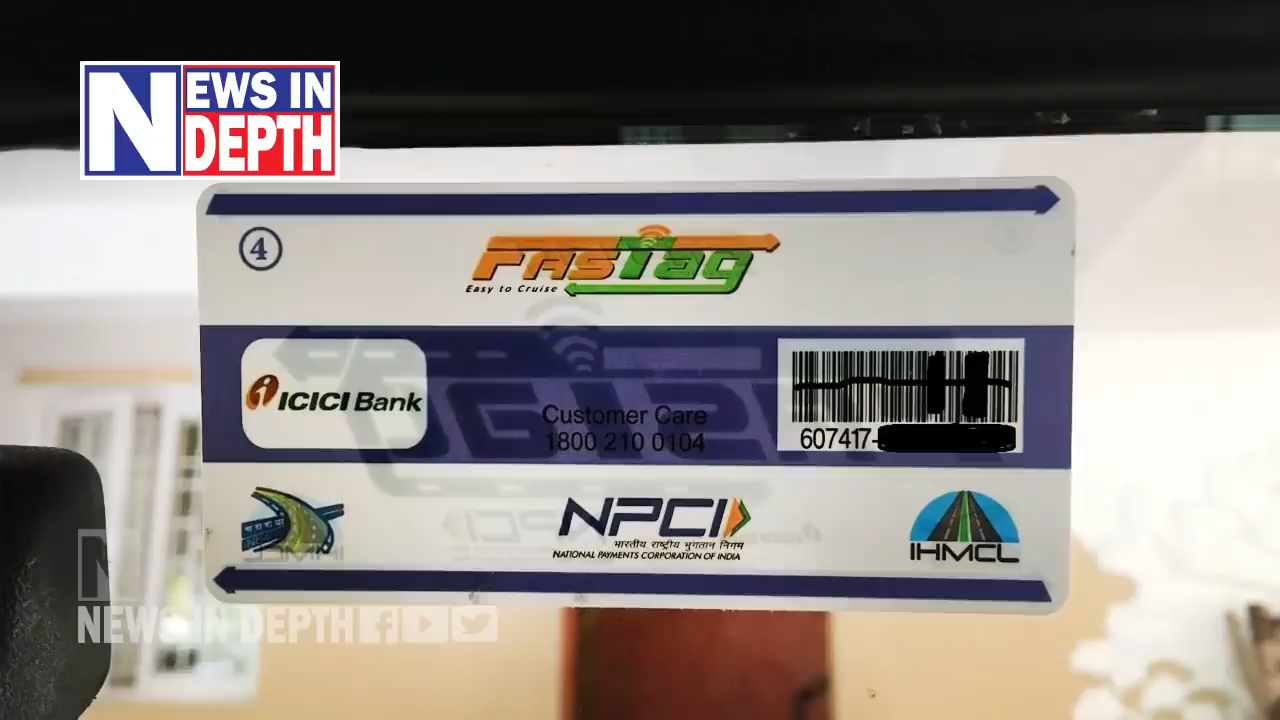 NEWS IN
DEPTH
4
FASTag
Easy to Cruise
ICICI Bank
Customer Care
1800 210 0104
607417-
NPCI
भारतीय राष्ट्रीय भुगतान निगम
NATIONAL PAYMENTS CORPORATION OF INDIA
IHMCL
N
NEWS IN DEPTH